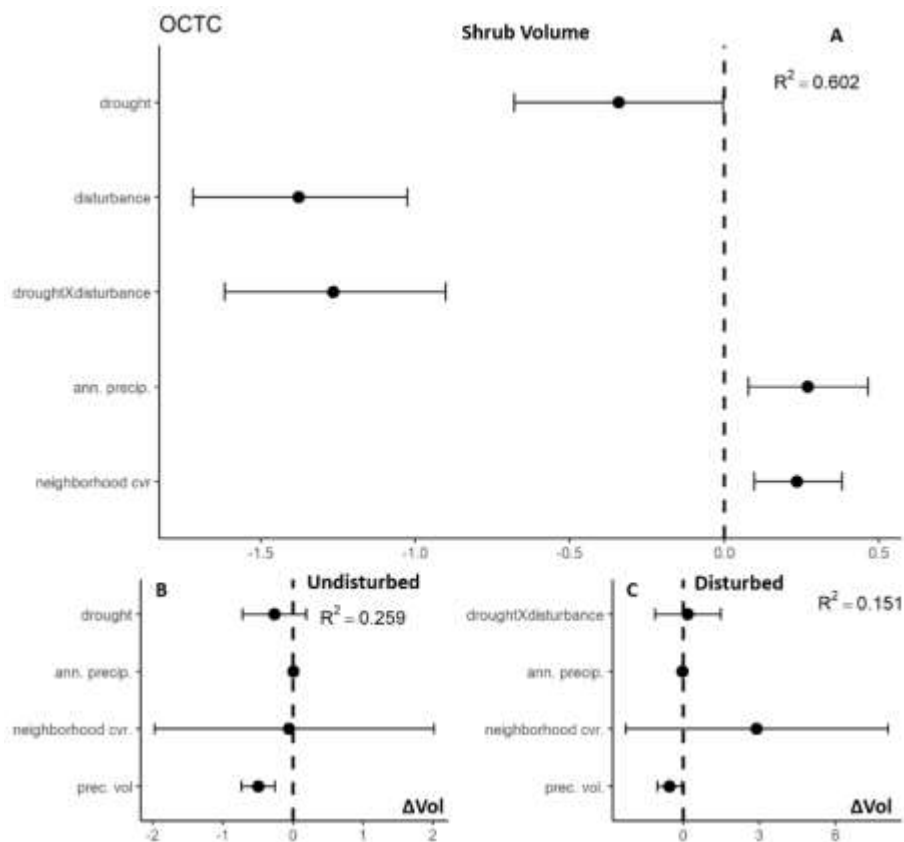 OCTC
Shrub Volume
A
R² = 0.602
drought
disturbance
droughtXdisturbance
ann. precip.
neighborhood cvr
-1.5
-1.0
-0.5
0.0
0.5
B
Undisturbed
R² = 0.259
drought
ann. precip.
neighborhood cvr.
prec. vol
ΔVol
-2
-1
0
1
2
C
Disturbed
R² = 0.151
droughtXdisturbance
ann. precip.
neighborhood cvr.
prec. vol.
ΔVol
0
3
6